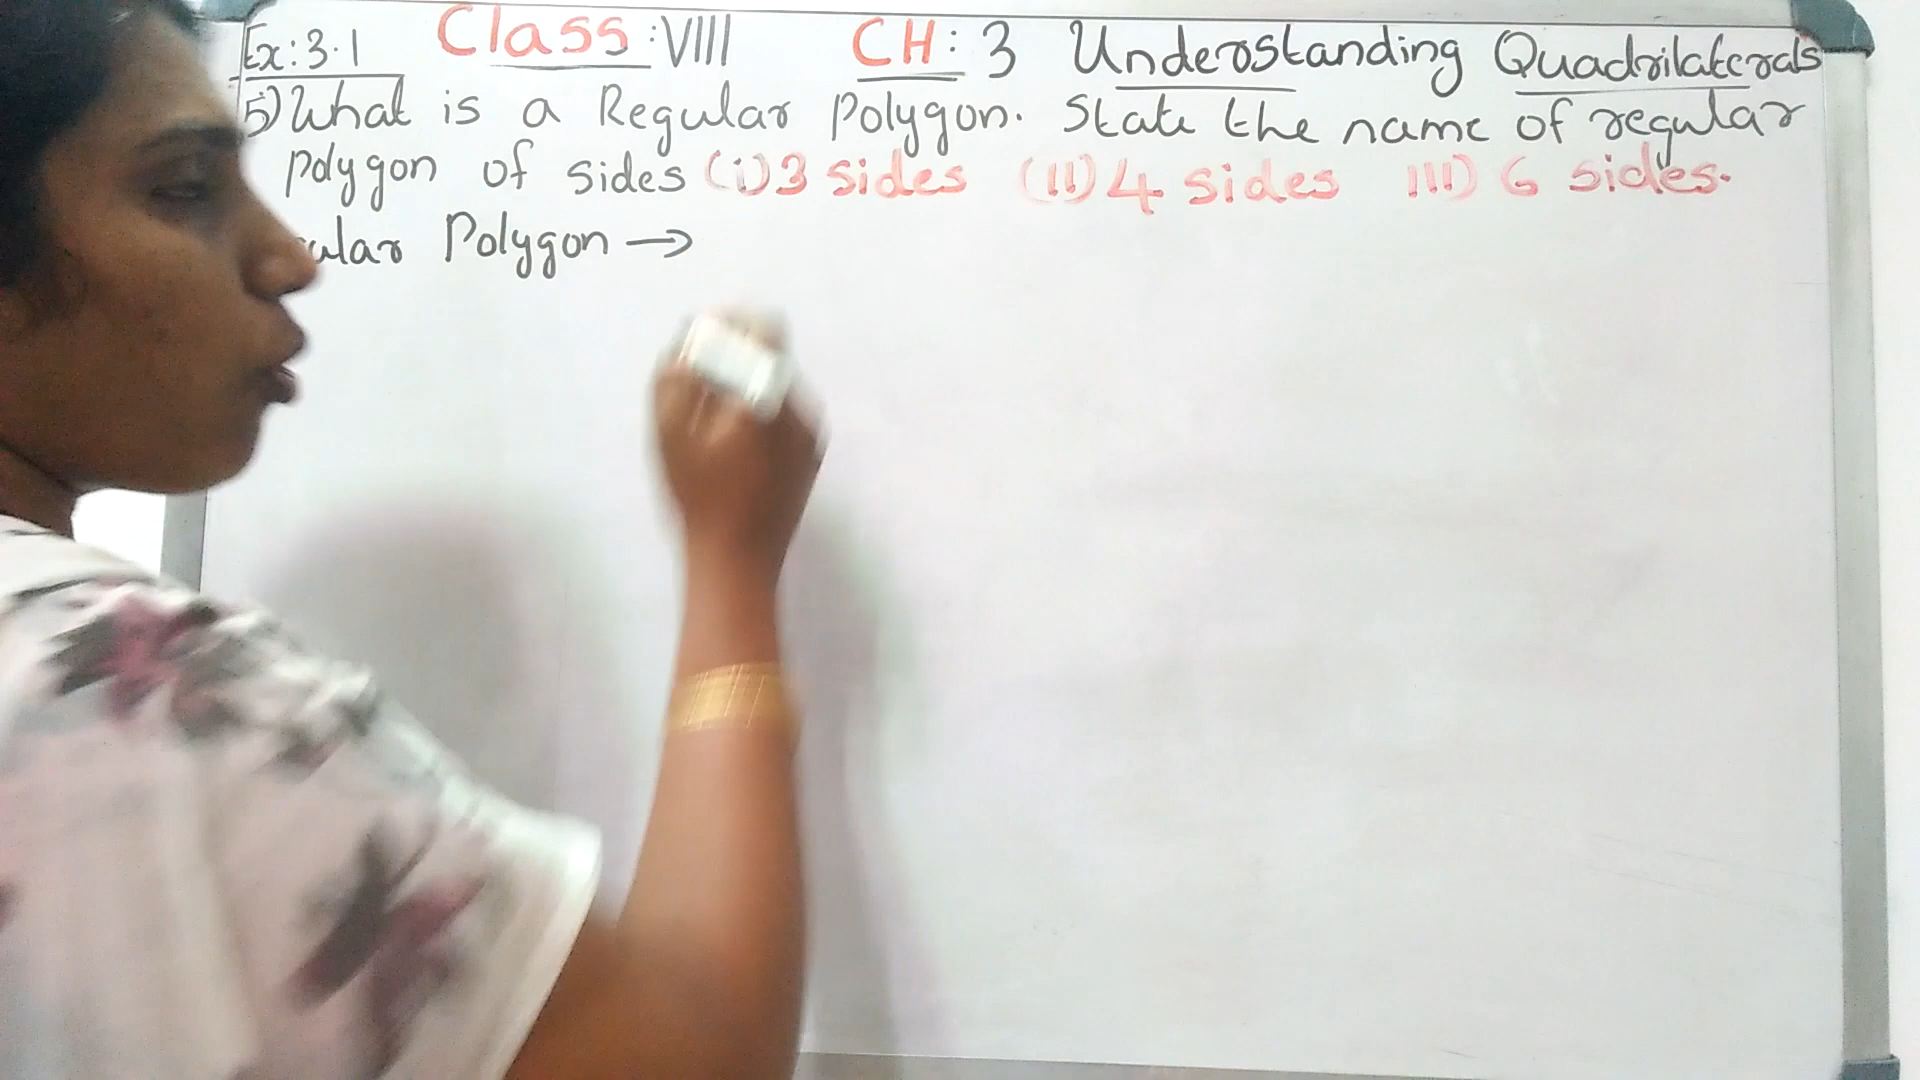 Ex: 3.1 Class: VIII CH: 3 Understanding Quadrilaterals
5) What is a Regular Polygon. State the name of regular
polygon of sides (i) 3 sides (ii) 4 sides iii) 6 sides.
ular Polygon →